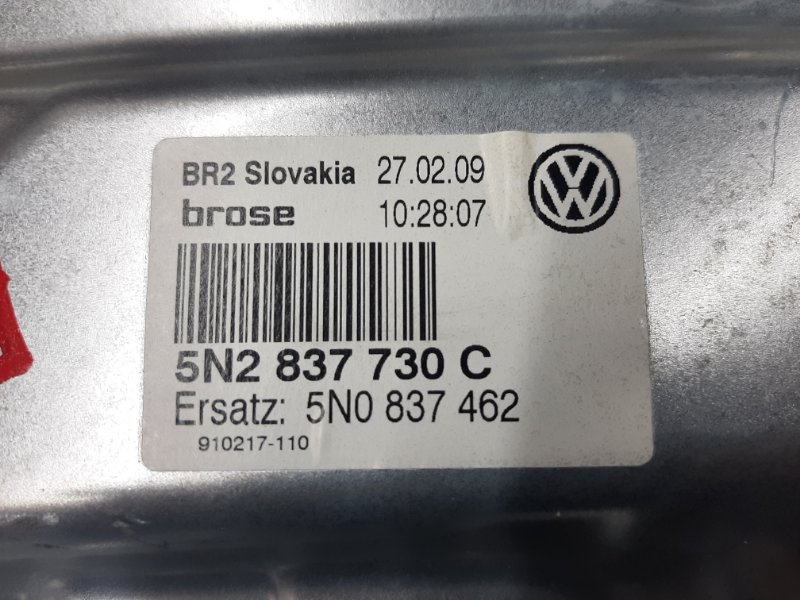 BR2 Slovakia 27.02.09
brose 10:28:07
5N2 837 730 C
Ersatz: 5N0 837 462
910217-110